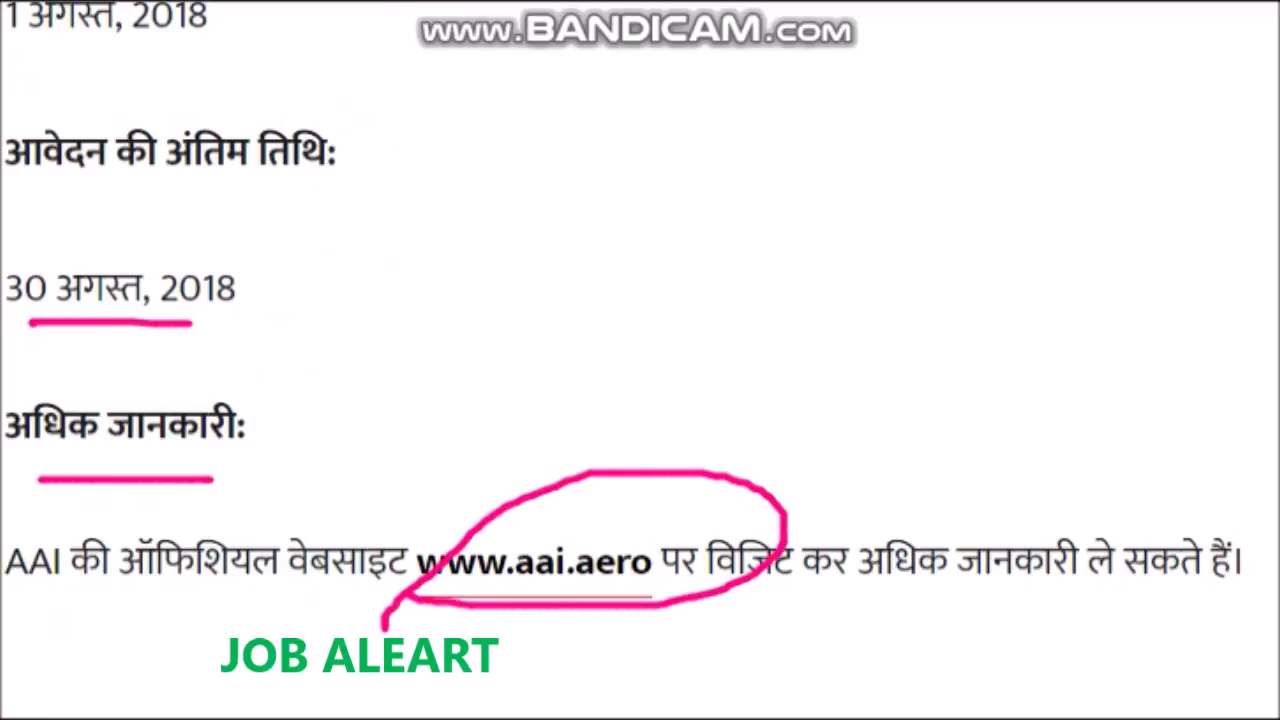 1 अगस्त, 2018
www.BANDICAM.com
आवेदन की अंतिम तिथि:
30 अगस्त, 2018
अधिक जानकारी:
AAI की ऑफिशियल वेबसाइट www.aai.aero पर विजिट कर अधिक जानकारी ले सकते हैं।
JOB ALEART